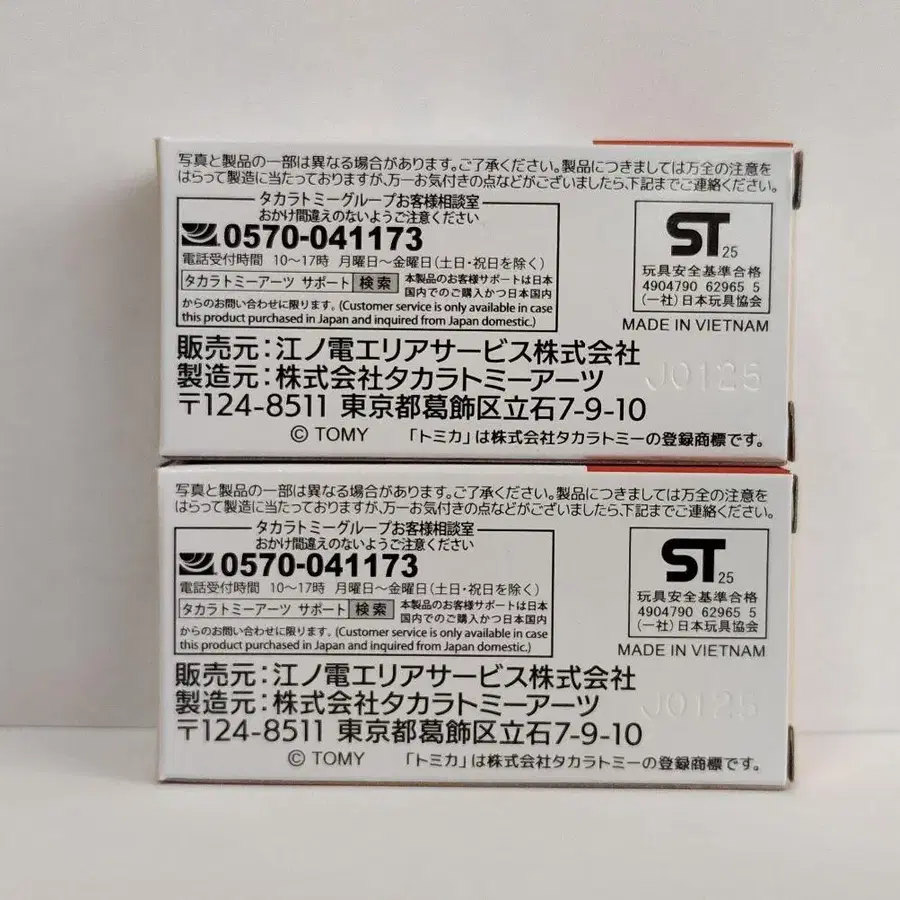 写真と製品の一部は異なる場合があります。ご了承ください。製品につきましては万全の注意を
はらって製造に当たっておりますが、万一お気付きの点などがございましたら、下記までご連絡ください。
タカラトミーグループお客様相談室
おかけ間違えのないようご注意ください
0570-041173
電話受付時間 10〜17時 月曜日〜金曜日(土日・祝日を除く)
タカラトミーアーツ サポート 検索 本製品のお客様サポートは日本
国内でのご購入かつ日本国内
からのお問い合わせに限ります。(Customer service is only available in case
this product purchased in Japan and inquired from Japan domestic.)
ST 25
玩具安全基準合格
4904790 62965 5
(一社)日本玩具協会
MADE IN VIETNAM
販売元:江ノ電エリアサービス株式会社
製造元:株式会社タカラトミーアーツ
J0125
〒124-8511 東京都葛飾区立石7-9-10
© TOMY 「トミカ」は株式会社タカラトミーの登録商標です。
写真と製品の一部は異なる場合があります。ご了承ください。製品につきましては万全の注意を
はらって製造に当たっておりますが、万一お気付きの点などがございましたら、下記までご連絡ください。
タカラトミーグループお客様相談室
おかけ間違えのないようご注意ください
0570-041173
電話受付時間 10〜17時 月曜日〜金曜日(土日・祝日を除く)
タカラトミーアーツ サポート 検索 本製品のお客様サポートは日本
国内でのご購入かつ日本国内
からのお問い合わせに限ります。(Customer service is only available in case
this product purchased in Japan and inquired from Japan domestic.)
ST 25
玩具安全基準合格
4904790 62965 5
(一社)日本玩具協会
MADE IN VIETNAM
販売元:江ノ電エリアサービス株式会社
製造元:株式会社タカラトミーアーツ
J0125
〒124-8511 東京都葛飾区立石7-9-10
© TOMY 「トミカ」は株式会社タカラトミーの登録商標です。